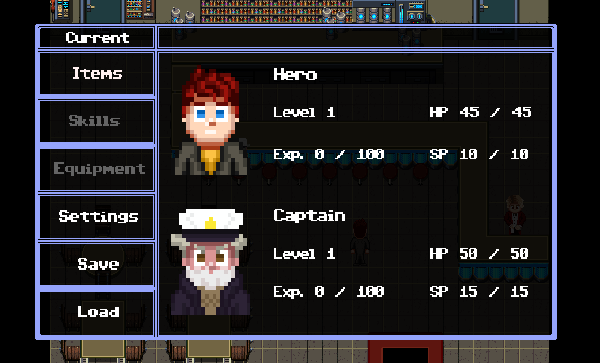 Current
Items
Skills
Equipment
Settings
Save
Load
Hero
Level 1 HP 45 / 45
Exp. 0 / 100 SP 10 / 10
Captain
Level 1 HP 50 / 50
Exp. 0 / 100 SP 15 / 15